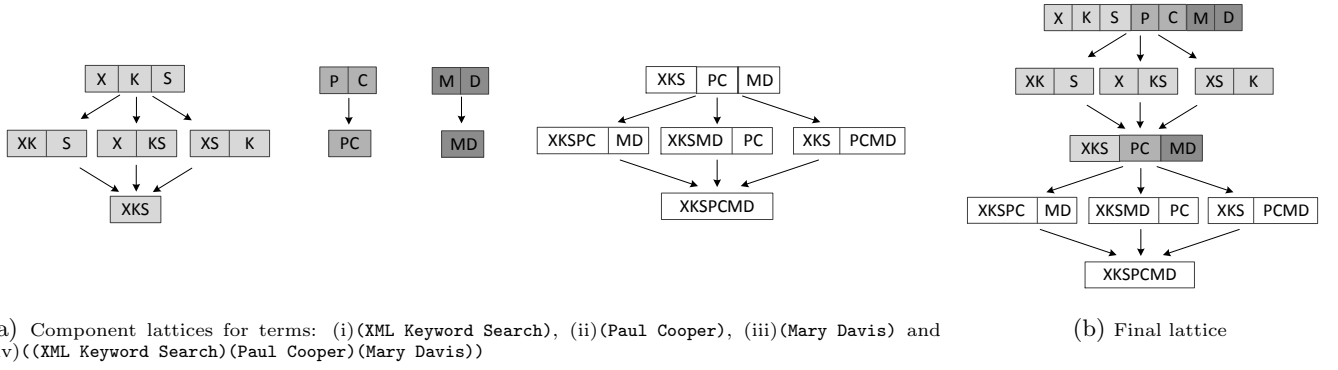 X K S P C M D
X K S
P C
M D
XKS PC MD
XK S
X KS
XS K
XK S
X KS
XS K
PC
MD
XKSPC MD
XKSMD PC
XKS PCMD
XKS PC MD
XKS
XKSPCMD
XKSPC MD
XKSMD PC
XKS PCMD
XKSPCMD
a) Component lattices for terms: (i)(XML Keyword Search), (ii)(Paul Cooper), (iii)(Mary Davis) and
v)((XML Keyword Search)(Paul Cooper)(Mary Davis))
(b) Final lattice